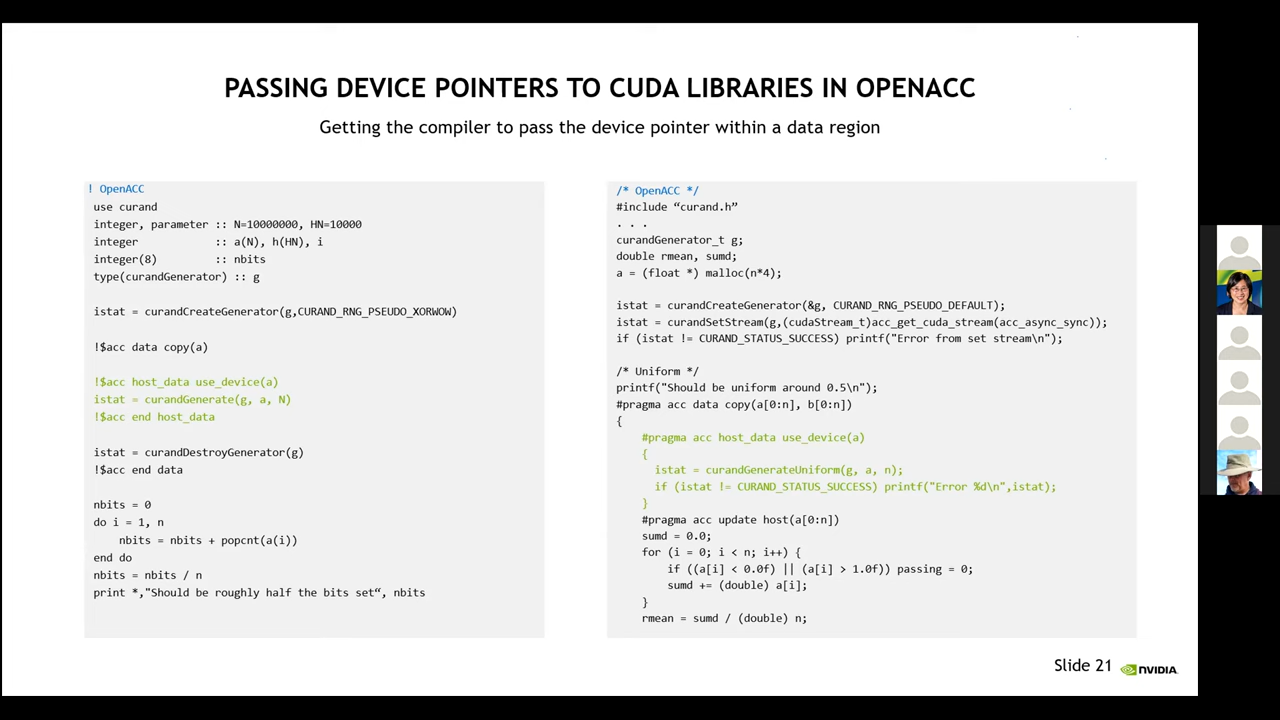 PASSING DEVICE POINTERS TO CUDA LIBRARIES IN OPENACC
Getting the compiler to pass the device pointer within a data region
! OpenACC
use curand
integer, parameter :: N=10000000, HN=10000
integer :: a(N), h(HN), i
integer(8) :: nbits
type(curandGenerator) :: g
istat = curandCreateGenerator(g,CURAND_RNG_PSEUDO_XORWOW)
!$acc data copy(a)
!$acc host_data use_device(a)
istat = curandGenerate(g, a, N)
!$acc end host_data
istat = curandDestroyGenerator(g)
!$acc end data
nbits = 0
do i = 1, n
nbits = nbits + popcnt(a(i))
end do
nbits = nbits / n
print *,"Should be roughly half the bits set“, nbits
/* OpenACC */
#include “curand.h”
. . .
curandGenerator_t g;
double rmean, sumd;
a = (float *) malloc(n*4);
istat = curandCreateGenerator(&g, CURAND_RNG_PSEUDO_DEFAULT);
istat = curandSetStream(g,(cudaStream_t)acc_get_cuda_stream(acc_async_sync));
if (istat != CURAND_STATUS_SUCCESS) printf("Error from set stream\n");
/* Uniform */
printf("Should be uniform around 0.5\n");
#pragma acc data copy(a[0:n], b[0:n])
{
#pragma acc host_data use_device(a)
{
istat = curandGenerateUniform(g, a, n);
if (istat != CURAND_STATUS_SUCCESS) printf("Error %d\n",istat);
}
#pragma acc update host(a[0:n])
sumd = 0.0;
for (i = 0; i < n; i++) {
if ((a[i] < 0.0f) || (a[i] > 1.0f)) passing = 0;
sumd += (double) a[i];
}
rmean = sumd / (double) n;
Slide 21
NVIDIA